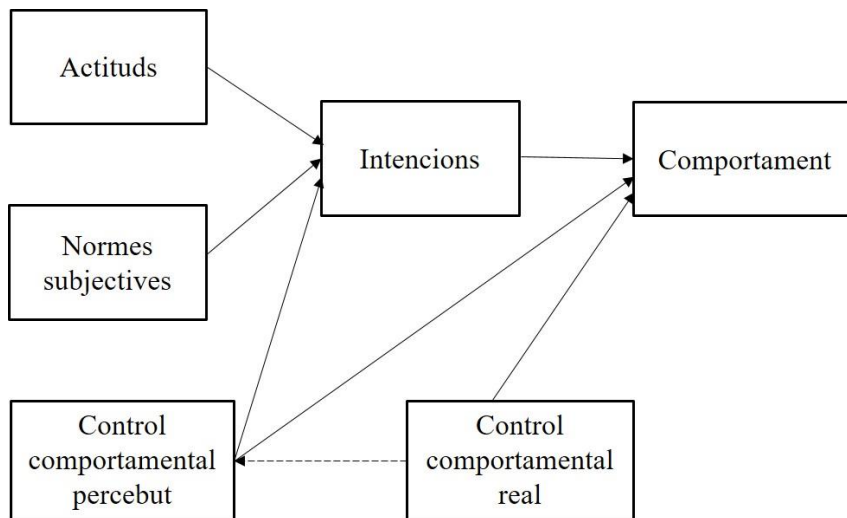 Actituds
Intencions
Comportament
Normes
subjectives
Control
comportamental
percebut
Control
comportamental
real